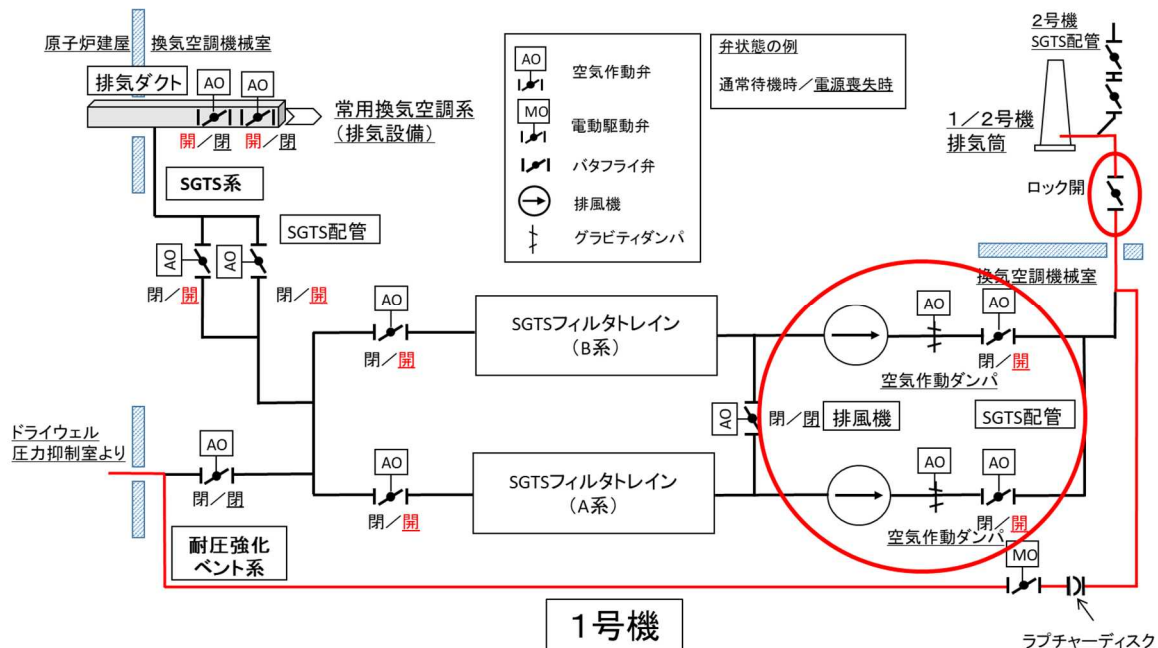 原子炉建屋
換気空調機械室
排気ダクト
AO
AO
開／閉
開／閉
常用換気空調系
(排気設備)
SGTS系
SGTS配管
AO
AO
閉／開
閉／開
AO
空気作動弁
MO
電動駆動弁
バタフライ弁
排風機
グラビティダンパ
弁状態の例
通常待機時／電源喪失時
2号機
SGTS配管
1／2号機
排気筒
ロック開
換気空調機械室
AO
閉／開
SGTSフィルタトレイン
(B系)
AO
AO
閉／開
空気作動ダンパ
AO
閉／閉
排風機
SGTS配管
ドライウェル
圧力抑制室より
AO
閉／閉
AO
閉／開
SGTSフィルタトレイン
(A系)
AO
AO
閉／開
空気作動ダンパ
耐圧強化
ベント系
MO
1号機
ラプチャーディスク